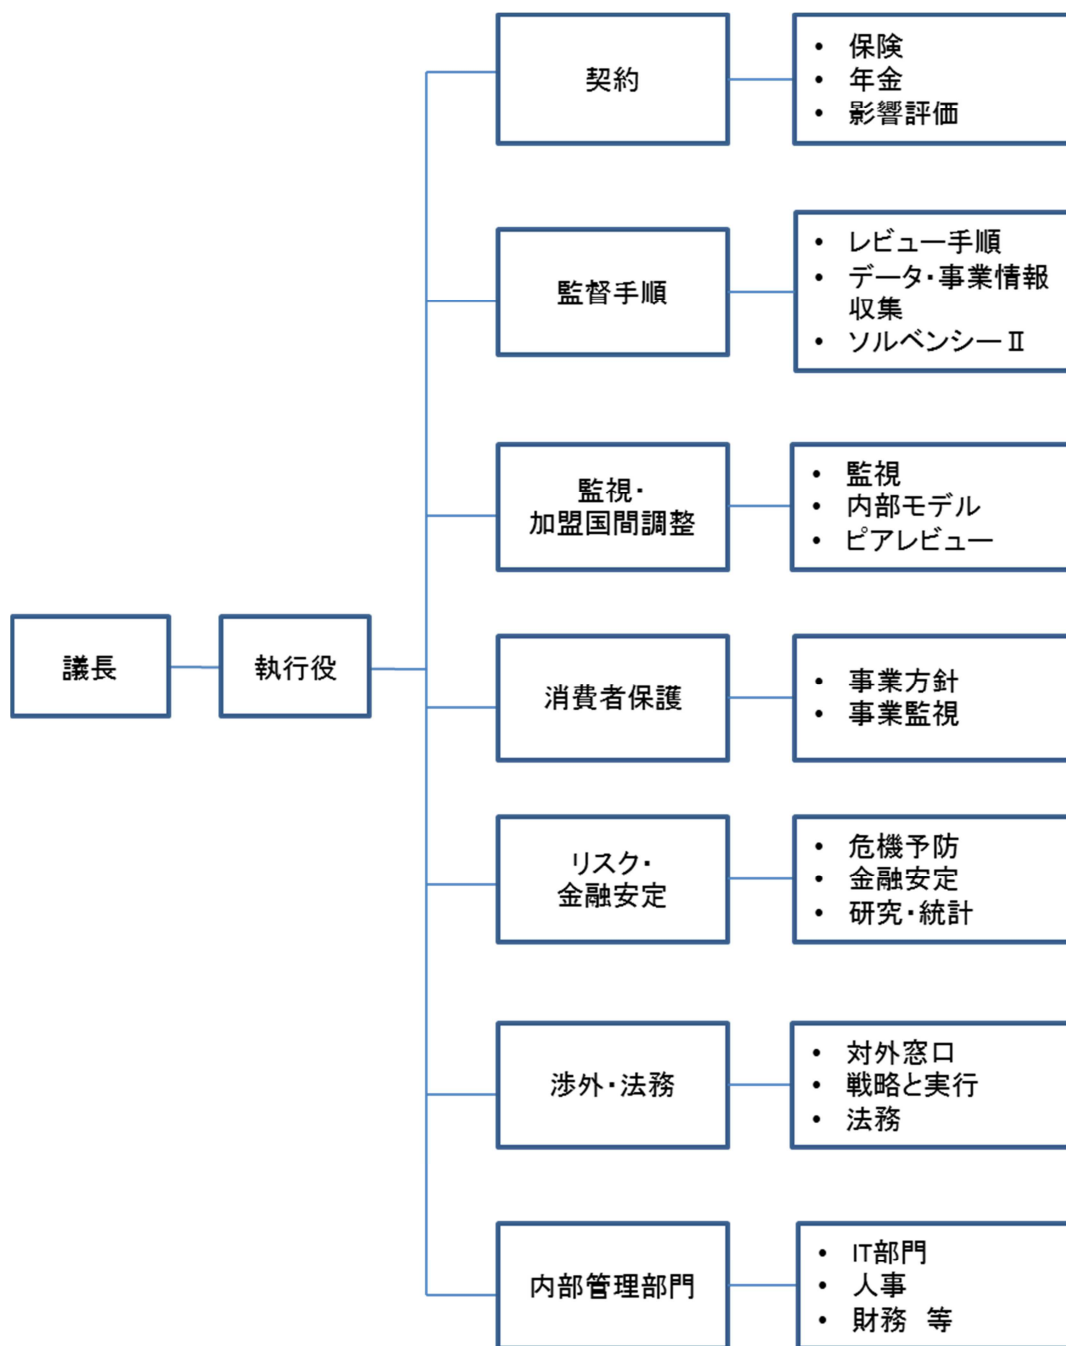 契約
• 保険
• 年金
• 影響評価
監督手順
• レビュー手順
• データ・事業情報
収集
• ソルベンシーⅡ
監視・
加盟国間調整
• 監視
• 内部モデル
• ピアレビュー
議長
執行役
消費者保護
• 事業方針
• 事業監視
リスク・
金融安定
• 危機予防
• 金融安定
• 研究・統計
渉外・法務
• 対外窓口
• 戦略と実行
• 法務
内部管理部門
• IT部門
• 人事
• 財務　等